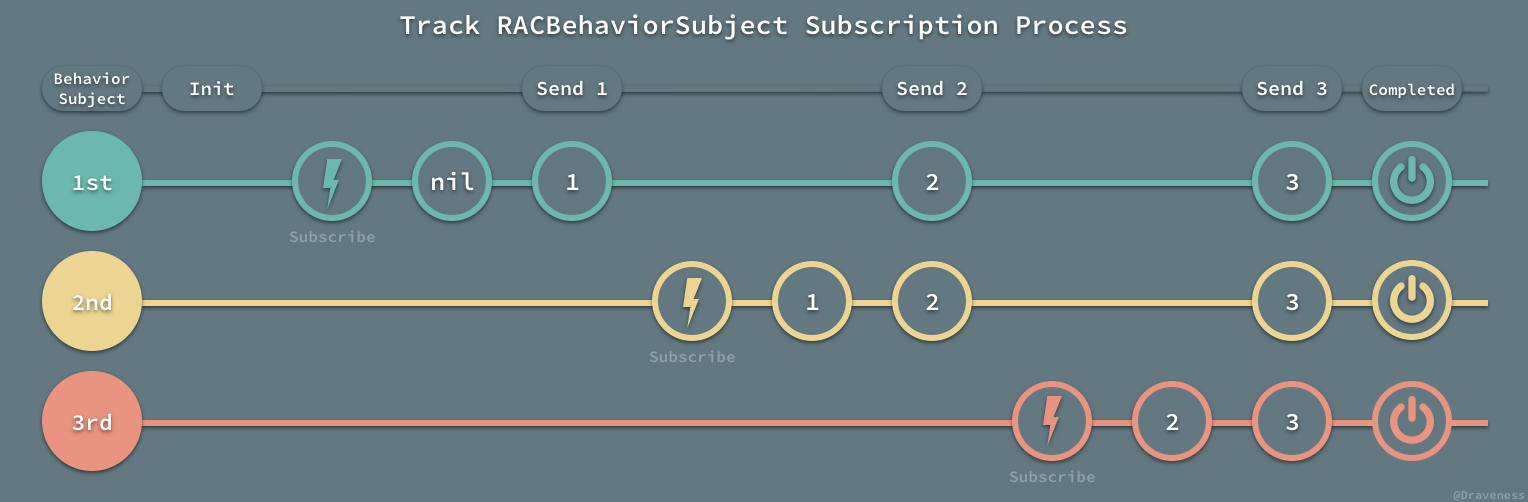 Track RACBehaviorSubject Subscription Process
Behavior
Subject
Init
Send 1
Send 2
Send 3
Completed
1st
nil
1
2
3
Subscribe
2nd
1
2
3
Subscribe
3rd
2
3
Subscribe
@Draveness